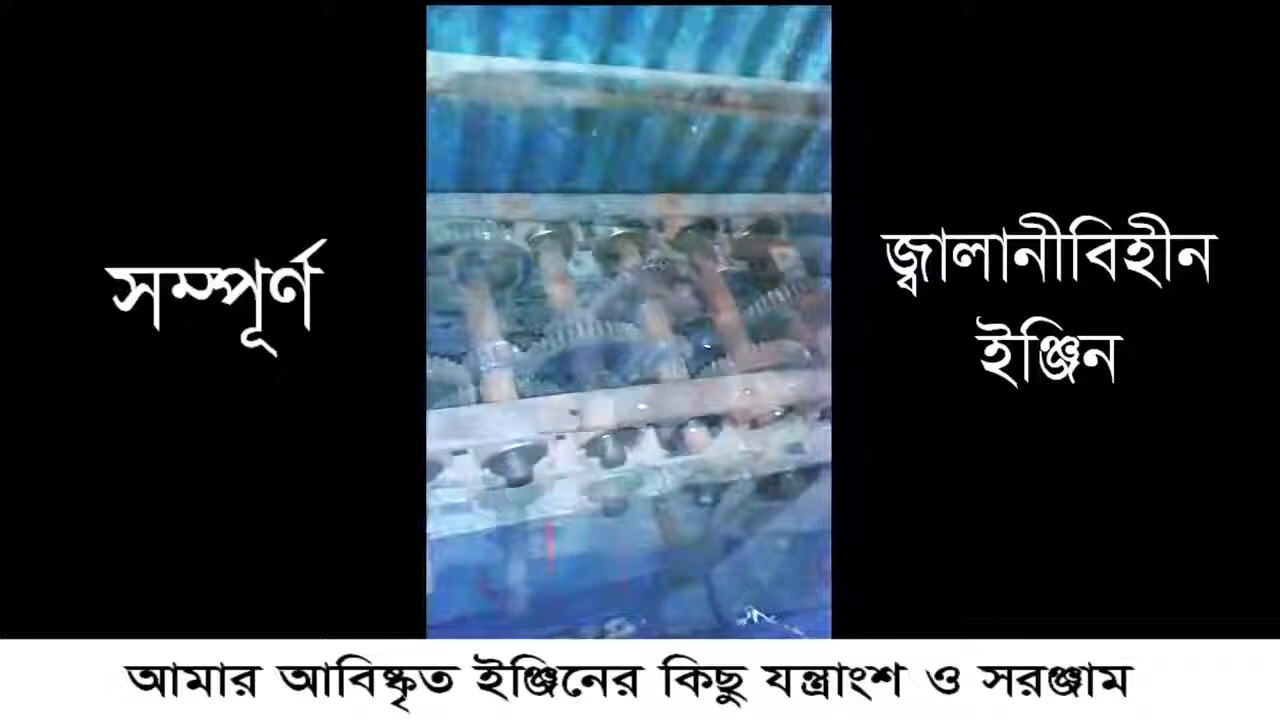 সম্পূর্ণ
জ্বালানীবিহীন
ইঞ্জিন
আমার আবিষ্কৃত ইঞ্জিনের কিছু যন্ত্রাংশ ও সরঞ্জাম